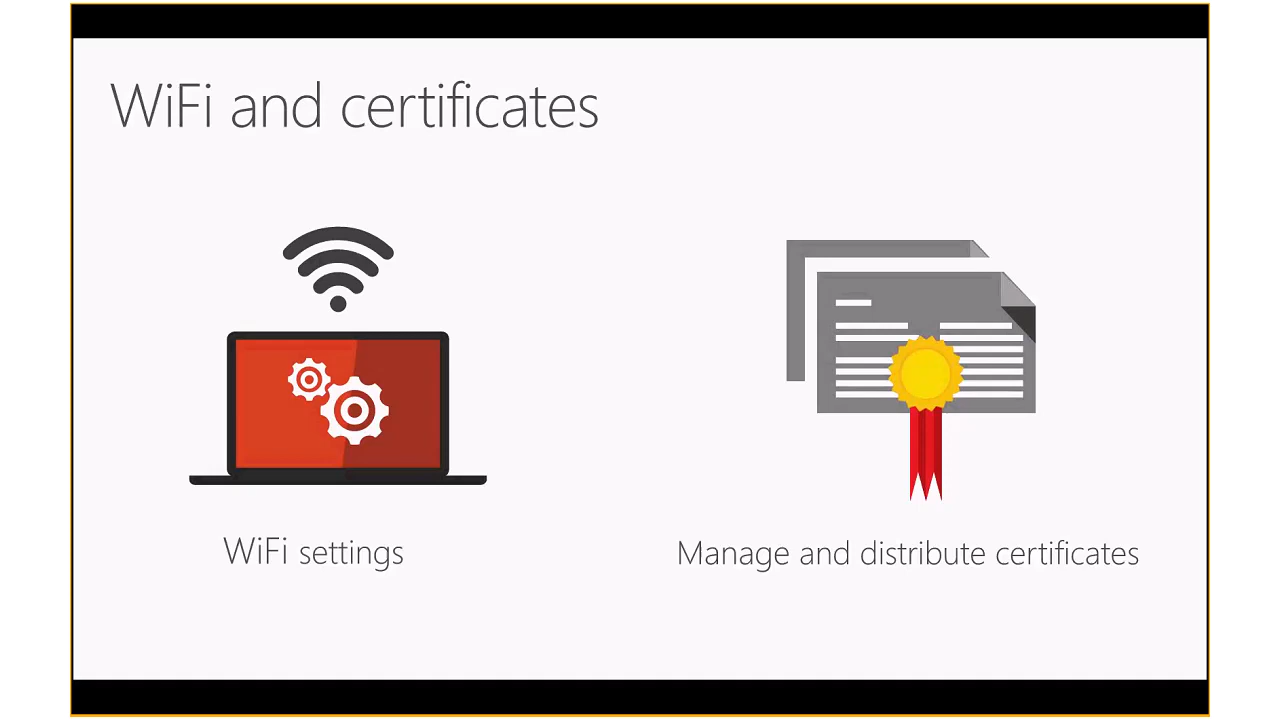 WiFi and certificates
WiFi settings
Manage and distribute certificates